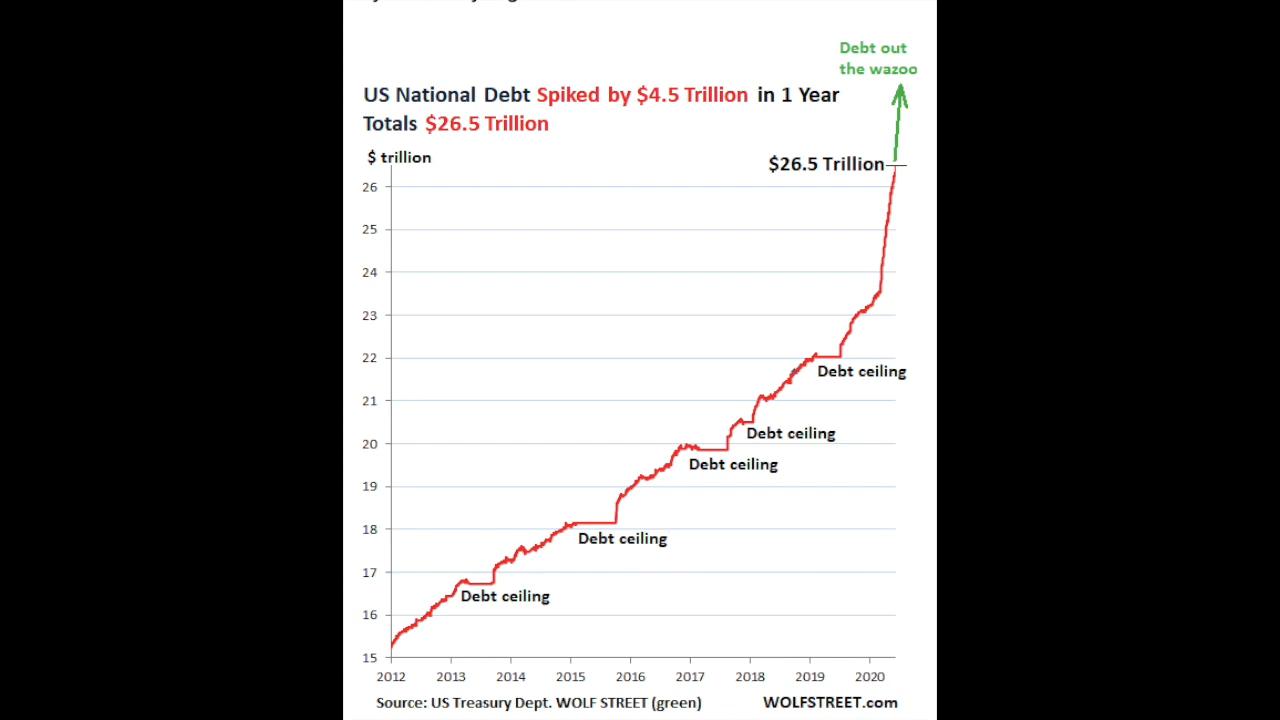 Debt out
the wazoo
US National Debt Spiked by $4.5 Trillion in 1 Year
Totals $26.5 Trillion
$ trillion
$26.5 Trillion
26
25
24
23
22
Debt ceiling
21
20
Debt ceiling
Debt ceiling
19
18
Debt ceiling
17
Debt ceiling
16
15
2012 2013 2014 2015 2016 2017 2018 2019 2020
Source: US Treasury Dept. WOLF STREET (green) WOLFSTREET.com